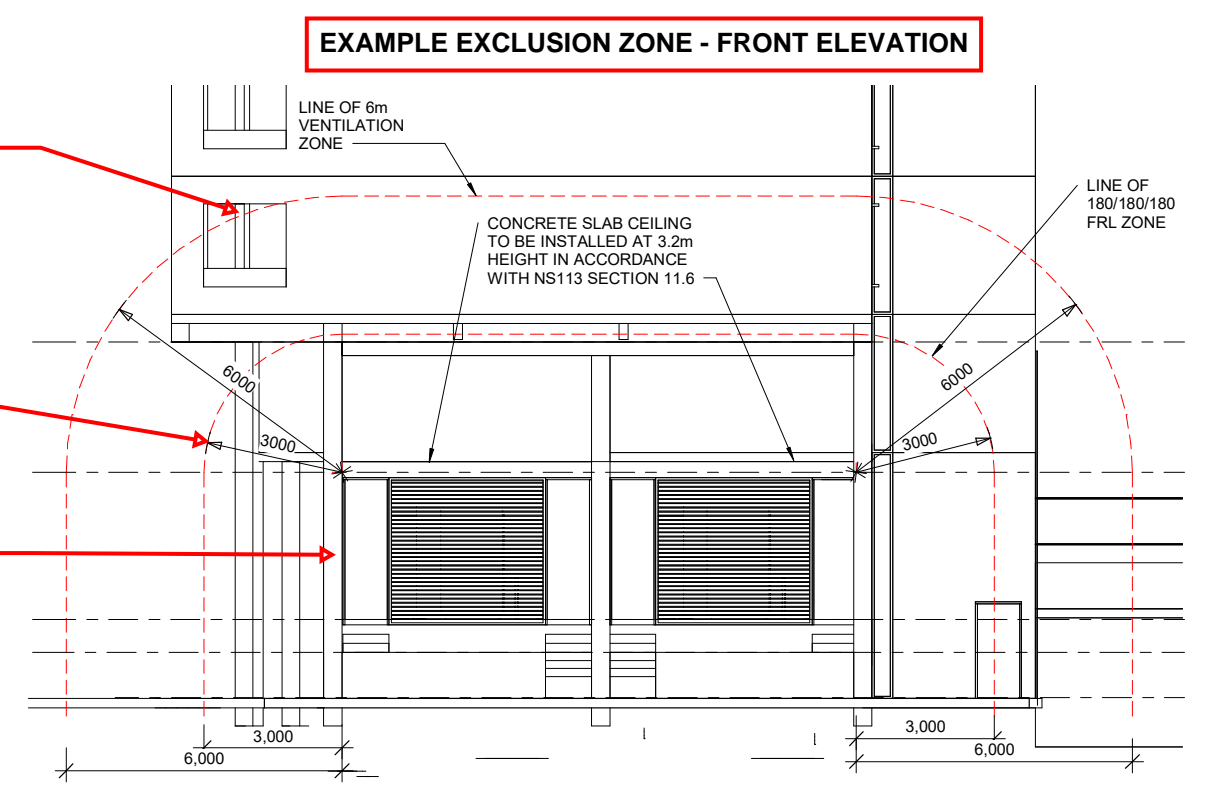 EXAMPLE EXCLUSION ZONE - FRONT ELEVATION
LINE OF 6m
VENTILATION
ZONE
LINE OF
180/180/180
FRL ZONE
CONCRETE SLAB CEILING
TO BE INSTALLED AT 3.2m
HEIGHT IN ACCORDANCE
WITH NS113 SECTION 11.6
6000
6000
3000
3000
3,000
6,000
3,000
6,000